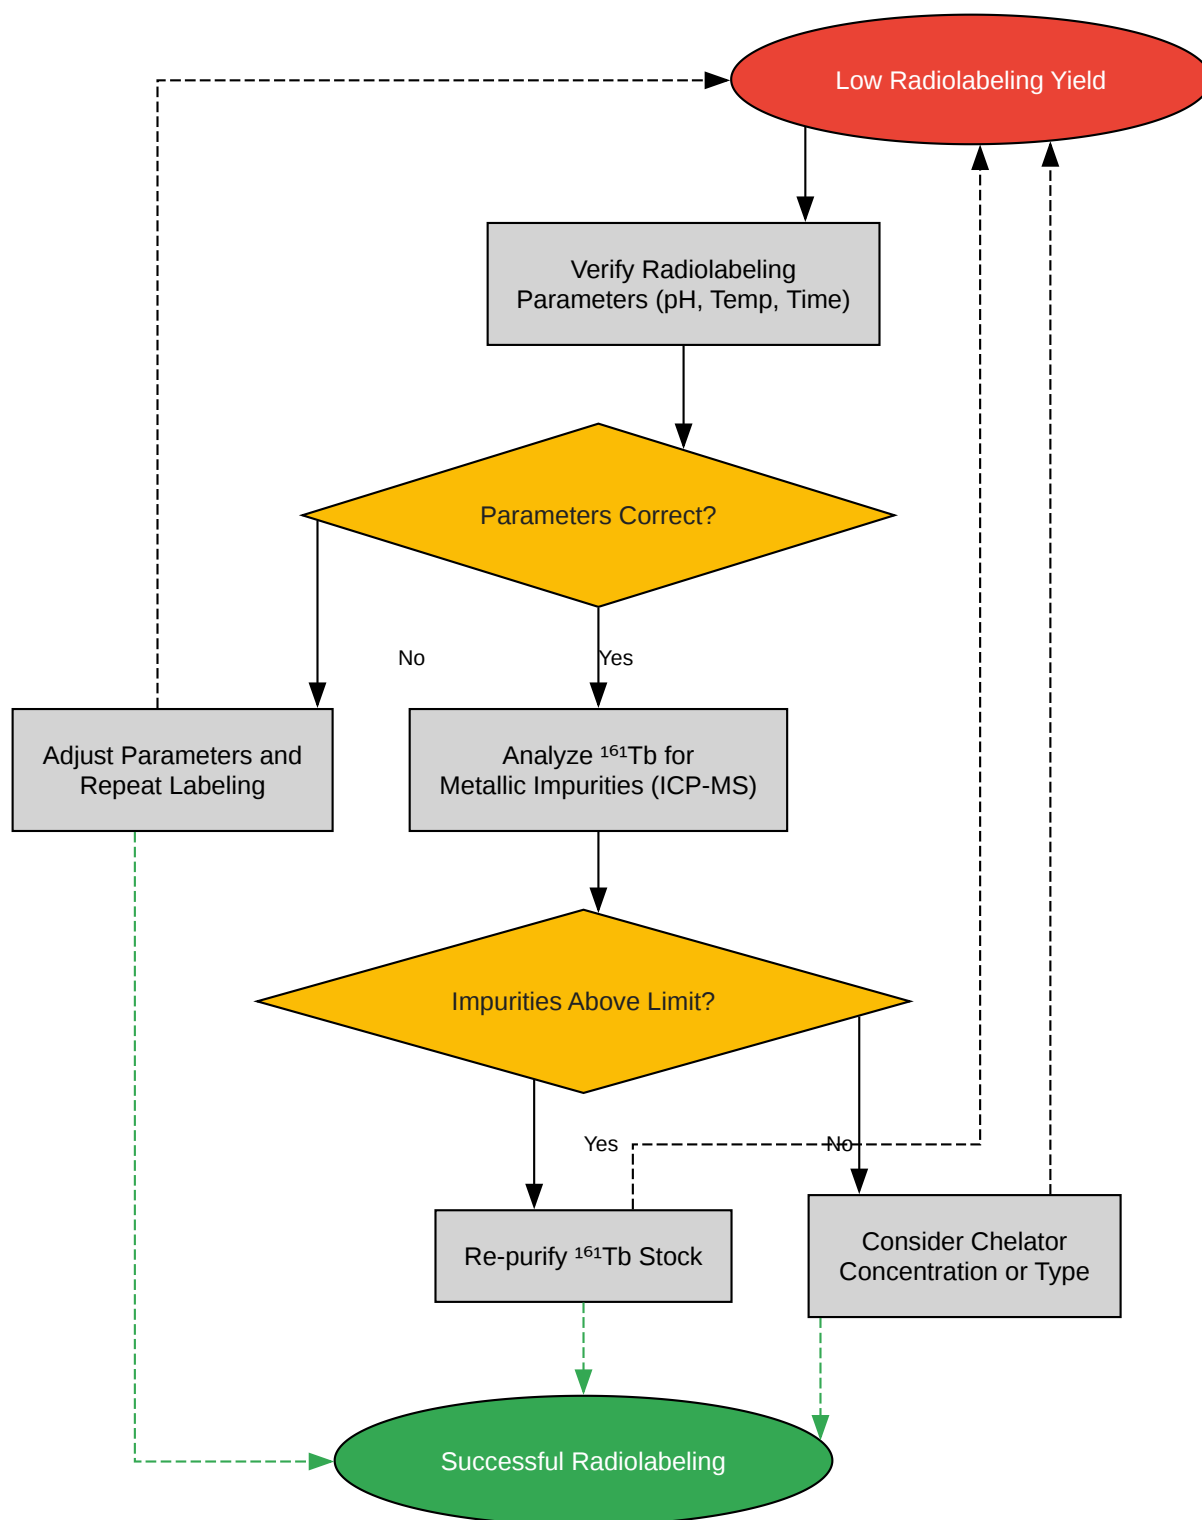 Low Radiolabeling Yield
Verify Radiolabeling
Parameters (pH, Temp, Time)
Parameters Correct?
No
Yes
Adjust Parameters and
Repeat Labeling
Analyze ¹⁶¹Tb for
Metallic Impurities (ICP-MS)
Impurities Above Limit?
Yes
No
Re-purify ¹⁶¹Tb Stock
Consider Chelator
Concentration or Type
Successful Radiolabeling